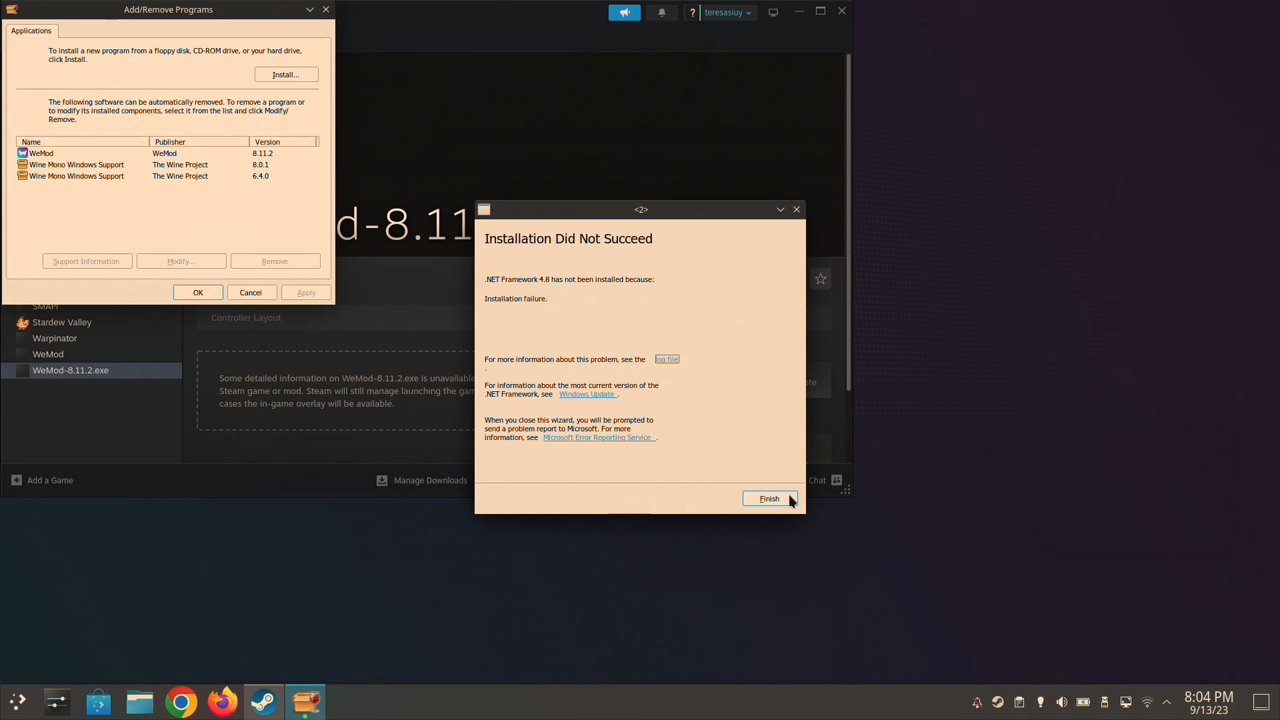 Add/Remove Programs
Applications
To install a new program from a floppy disk, CD-ROM drive, or your hard drive,
click Install.
Install...
The following software can be automatically removed. To remove a program or
to modify its installed components, select it from the list and click Modify/
Remove.
Name Publisher Version
WeMod WeMod 8.11.2
Wine Mono Windows Support The Wine Project 8.0.1
Wine Mono Windows Support The Wine Project 6.4.0
Support Information Modify... Remove
OK Cancel Apply
? teresasiuy
d-8.11
SMAPI
Stardew Valley
Warpinator
WeMod
WeMod-8.11.2.exe
Controller Layout
Some detailed information on WeMod-8.11.2.exe is unavailable
Steam game or mod. Steam will still manage launching the gam
cases the in-game overlay will be available.
Add a Game
Manage Downloads
Chat
<2>
Installation Did Not Succeed
.NET Framework 4.8 has not been installed because:
Installation failure.
For more information about this problem, see the log file
.
For information about the most current version of the
.NET Framework, see Windows Update .
When you close this wizard, you will be prompted to
send a problem report to Microsoft. For more
information, see Microsoft Error Reporting Service .
Finish
8:04 PM
9/13/23